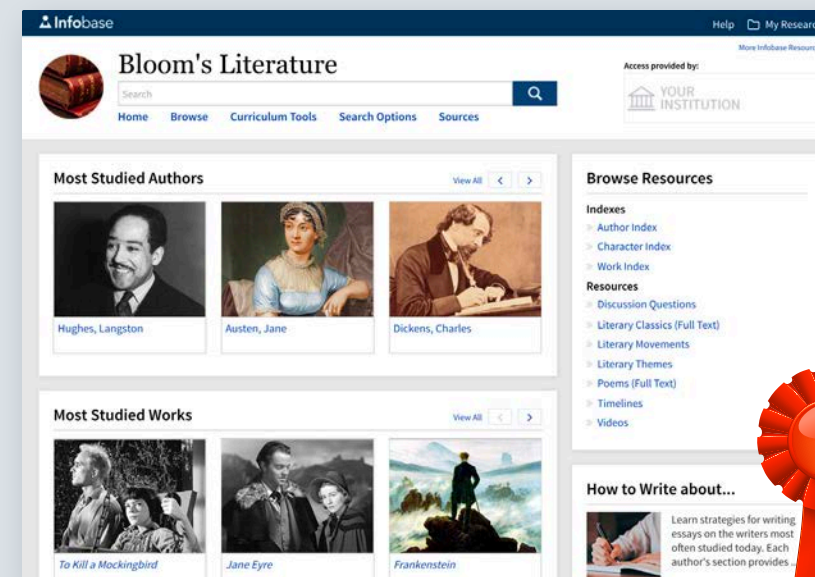 Infobase
Help My Researc
More Infobase Resourc
Bloom's Literature
Access provided by:
Search
YOUR
INSTITUTION
Home Browse Curriculum Tools Search Options Sources
Most Studied Authors
View All
Hughes, Langston
Austen, Jane
Dickens, Charles
Most Studied Works
View All
To Kill a Mockingbird
Jane Eyre
Frankenstein
Browse Resources
Indexes
Author Index
Character Index
Work Index
Resources
Discussion Questions
Literary Classics (Full Text)
Literary Movements
Literary Themes
Poems (Full Text)
Timelines
Videos
How to Write about...
Learn strategies for writing
essays on the writers most
often studied today. Each
author's section provides ..